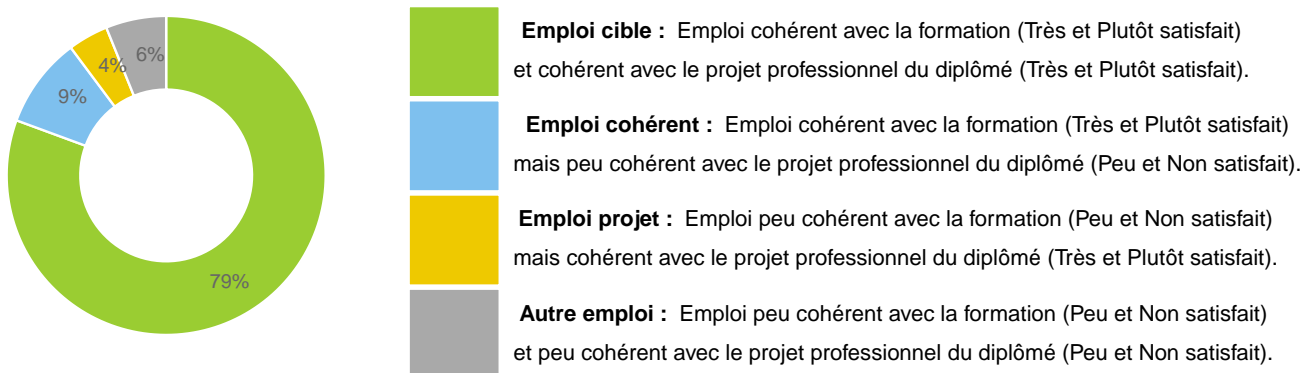 6%
4%
9%
79%
Emploi cible : Emploi cohérent avec la formation (Très et Plutôt satisfait)
et cohérent avec le projet professionnel du diplômé (Très et Plutôt satisfait).
Emploi cohérent : Emploi cohérent avec la formation (Très et Plutôt satisfait)
mais peu cohérent avec le projet professionnel du diplômé (Peu et Non satisfait).
Emploi projet : Emploi peu cohérent avec la formation (Peu et Non satisfait)
mais cohérent avec le projet professionnel du diplômé (Très et Plutôt satisfait).
Autre emploi : Emploi peu cohérent avec la formation (Peu et Non satisfait)
et peu cohérent avec le projet professionnel du diplômé (Peu et Non satisfait).